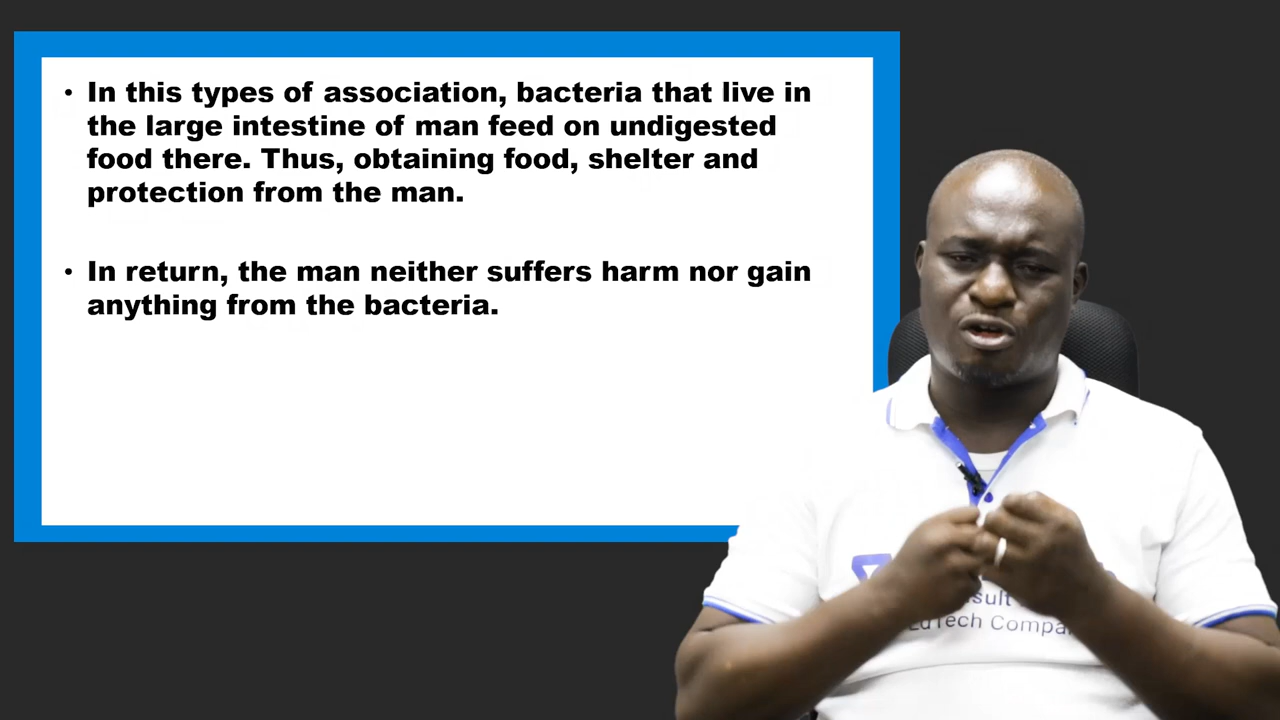 • In this types of association, bacteria that live in
the large intestine of man feed on undigested
food there. Thus, obtaining food, shelter and
protection from the man.
• In return, the man neither suffers harm nor gain
anything from the bacteria.
EdTech